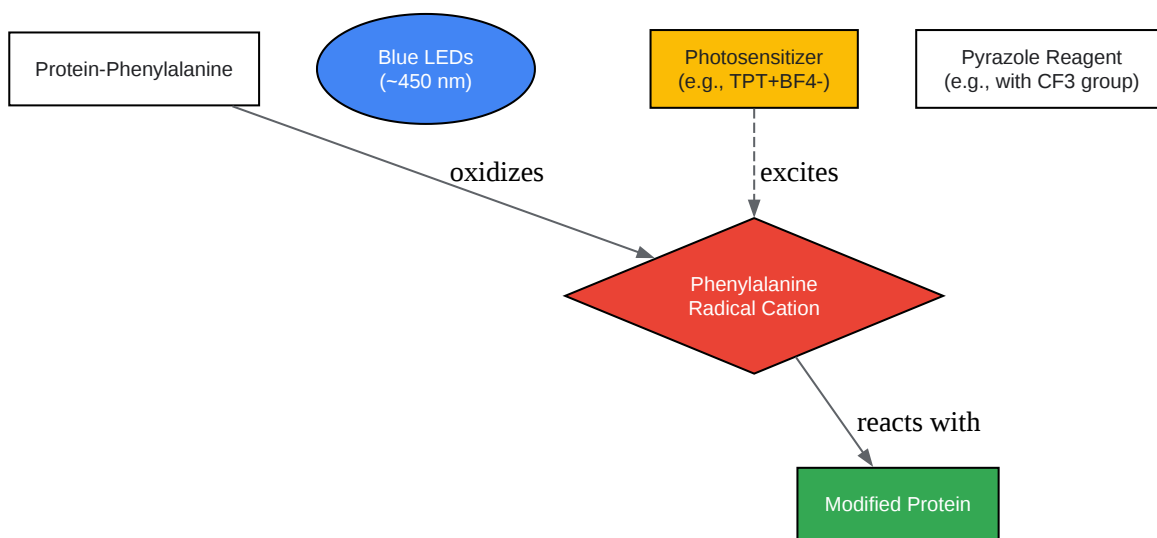 Protein-Phenylalanine
Blue LEDs
(~450 nm)
Photosensitizer
(e.g., TPT+BF4-)
Pyrazole Reagent
(e.g., with CF3 group)
oxidizes
excites
Phenylalanine
Radical Cation
reacts with
Modified Protein